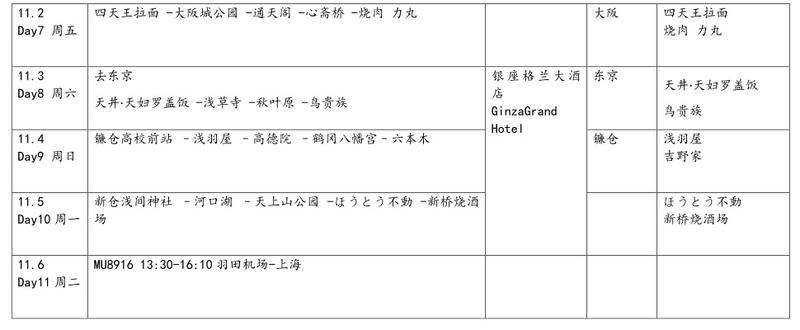 11.2
Day7 周五
四天王拉面 -大阪城公园 -通天阁 -心斋桥 -烧肉 力丸
大阪
四天王拉面
烧肉 力丸
11.3
Day8 周六
去东京
天丼·天妇罗盖饭 -浅草寺 -秋叶原 -鸟贵族
银座格兰大酒
店
GinzaGrand
Hotel
东京
天丼·天妇罗盖饭
鸟贵族
11.4
Day9 周日
镰仓高校前站 -浅羽屋 -高德院 -鹤冈八幡宫-六本木
镰仓
浅羽屋
吉野家
11.5
Day10 周一
新仓浅间神社 -河口湖 -天上山公园 -ほうとう不動 -新桥烧酒
场
ほうとう不動
新桥烧酒场
11.6
Day11 周二
MU8916 13:30-16:10 羽田机场-上海